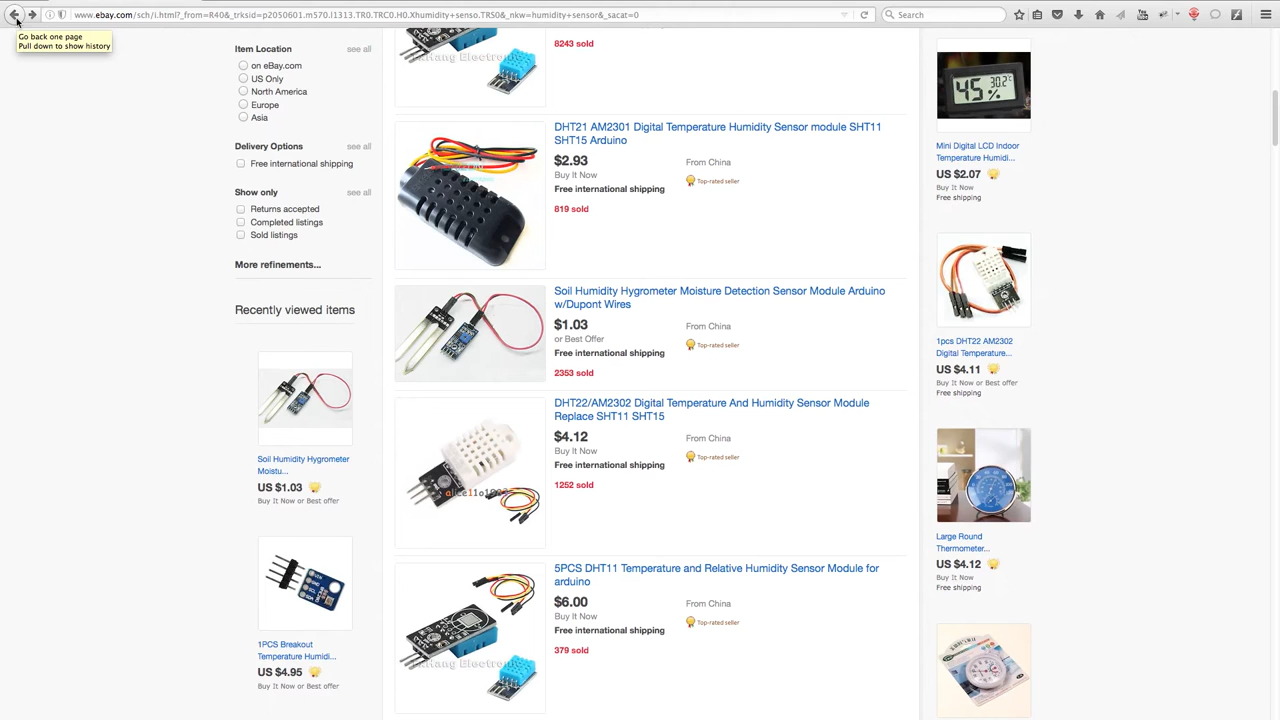 www.ebay.com/sch/i.html?_from=R40&_trksid=p2050601.m570.l1313.TR0.TRC0.H0.Xhumidity+senso.TRS0&_nkw=humidity+sensor&_sacat=0
Search
Go back one page
Pull down to show history
Item Location
see all
on eBay.com
US Only
North America
Europe
Asia
Delivery Options
see all
Free international shipping
Show only
see all
Returns accepted
Completed listings
Sold listings
More refinements...
Recently viewed items
Soil Humidity Hygrometer
Moistu...
US $1.03
Buy It Now or Best offer
1PCS Breakout
Temperature Humidi...
US $4.95
Buy It Now or Best offer
8243 sold
DHT21 AM2301 Digital Temperature Humidity Sensor module SHT11
SHT15 Arduino
$2.93
From China
Buy It Now
Top-rated seller
Free international shipping
819 sold
Soil Humidity Hygrometer Moisture Detection Sensor Module Arduino
w/Dupont Wires
$1.03
From China
or Best Offer
Top-rated seller
Free international shipping
2353 sold
DHT22/AM2302 Digital Temperature And Humidity Sensor Module
Replace SHT11 SHT15
$4.12
From China
Buy It Now
Top-rated seller
Free international shipping
1252 sold
5PCS DHT11 Temperature and Relative Humidity Sensor Module for
arduino
$6.00
From China
Buy It Now
Top-rated seller
Free international shipping
379 sold
45%
30.2°C
Mini Digital LCD Indoor
Temperature Humidi...
US $2.07
Buy It Now
Free shipping
1pcs DHT22 AM2302
Digital Temperature...
US $4.11
Buy It Now or Best offer
Free shipping
Large Round
Thermometer...
US $4.12
Buy It Now
Free shipping